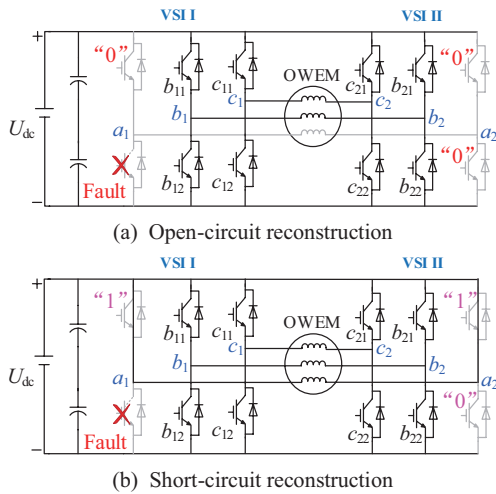 VSI I VSI II
+
“0” “0”
b11 c11 OWEM c21 b21
c1 c2
b1 b2
Udc a1 a2
“0”
b12 c12 c22 b22
Fault
−
(a) Open-circuit reconstruction
VSI I VSI II
+
“1” “1”
b11 c11 OWEM c21 b21
c1 c2
b1 b2
Udc a1 a2
“0”
b12 c12 c22 b22
Fault
−
(b) Short-circuit reconstruction